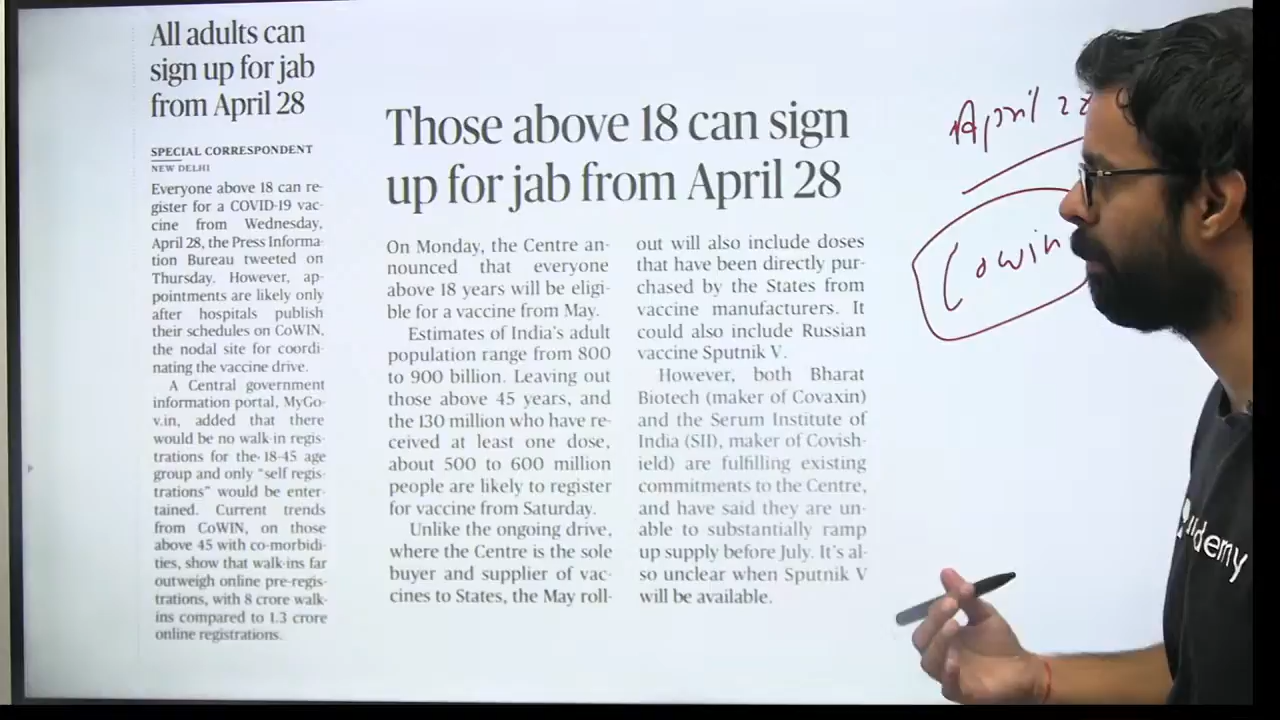 All adults can
sign up for jab
from April 28
SPECIAL CORRESPONDENT
NEW DELHI
Everyone above 18 can re-
gister for a COVID-19 vac-
cine from Wednesday,
April 28, the Press Informa-
tion Bureau tweeted on
Thursday. However, ap-
pointments are likely only
after hospitals publish
their schedules on CoWIN,
the nodal site for coordi-
nating the vaccine drive.
A Central government
information portal, MyGo-
v.in, added that there
would be no walk-in regis-
trations for the 18-45 age
group and only "self regis-
trations" would be enter-
tained. Current trends
from CoWIN, on those
above 45 with co-morbidi-
ties, show that walk-ins far
outweigh online pre-regis-
trations, with 8 crore walk-
ins compared to 1.3 crore
online registrations.
Those above 18 can sign
up for jab from April 28
On Monday, the Centre an-
nounced that everyone
above 18 years will be eligi-
ble for a vaccine from May.
Estimates of India's adult
population range from 800
to 900 billion. Leaving out
those above 45 years, and
the 130 million who have re-
ceived at least one dose,
about 500 to 600 million
people are likely to register
for vaccine from Saturday.
Unlike the ongoing drive,
where the Centre is the sole
buyer and supplier of vac-
cines to States, the May roll-
out will also include doses
that have been directly pur-
chased by the States from
vaccine manufacturers. It
could also include Russian
vaccine Sputnik V.
However, both Bharat
Biotech (maker of Covaxin)
and the Serum Institute of
India (SII), maker of Covish-
ield) are fulfilling existing
commitments to the Centre,
and have said they are un-
able to substantially ramp
up supply before July. It's al-
so unclear when Sputnik V
will be available.
April 28
Cowin